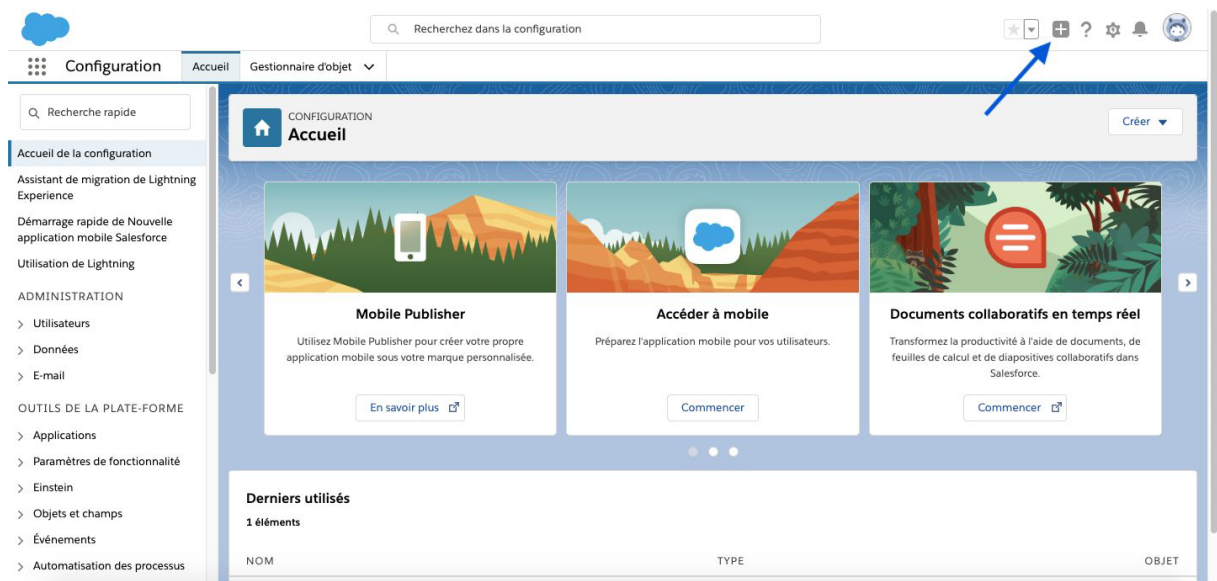 Recherchez dans la configuration
?
Configuration
Accueil
Gestionnaire d'objet
Recherche rapide
Accueil de la configuration
Assistant de migration de Lightning
Experience
Démarrage rapide de Nouvelle
application mobile Salesforce
Utilisation de Lightning
ADMINISTRATION
Utilisateurs
Données
E-mail
OUTILS DE LA PLATE-FORME
Applications
Paramètres de fonctionnalité
Einstein
Objets et champs
Événements
Automatisation des processus
CONFIGURATION
Accueil
Créer
Mobile Publisher
Utilisez Mobile Publisher pour créer votre propre
application mobile sous votre marque personnalisée.
En savoir plus
Accéder à mobile
Préparez l'application mobile pour vos utilisateurs.
Commencer
Documents collaboratifs en temps réel
Transformez la productivité à l'aide de documents, de
feuilles de calcul et de diapositives collaboratifs dans
Salesforce.
Commencer
Derniers utilisés
1 éléments
NOM
TYPE
OBJET